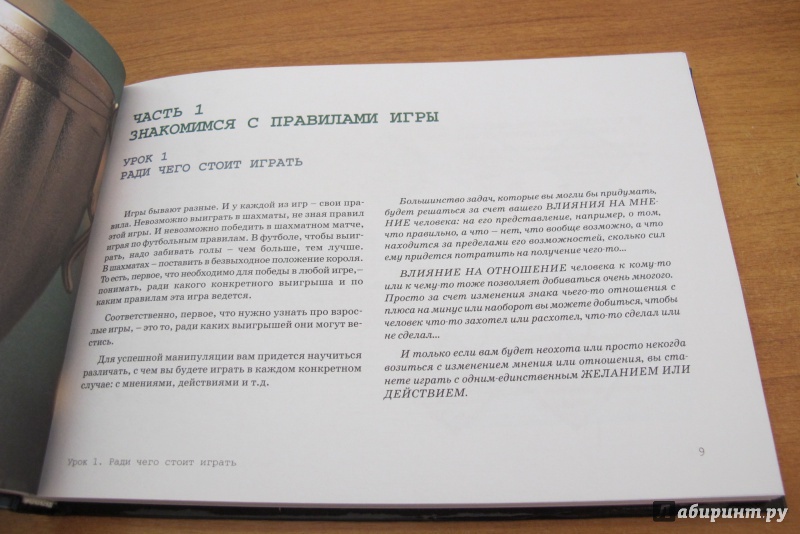 ЧАСТЬ 1
ЗНАКОМИМСЯ С ПРАВИЛАМИ ИГРЫ
УРОК 1
РАДИ ЧЕГО СТОИТ ИГРАТЬ
Игры бывают разные. И у каждой из игр – свои пра-
вила. Невозможно выиграть в шахматы, не зная правил
этой игры. И невозможно победить в шахматном матче,
играя по футбольным правилам. В футболе, чтобы выиг-
рать, надо забивать голы – чем больше, тем лучше.
В шахматах – поставить в безвыходное положение короля.
То есть, первое, что необходимо для победы в любой игре, –
понимать, ради какого конкретного выигрыша и по
каким правилам эта игра ведется.
Соответственно, первое, что нужно узнать про взрос-
лые игры, – это то, ради каких выигрышей они могут ве-
стись.
Для успешной манипуляции вам придется научиться
различать, с чем вы будете играть в каждом конкретном
случае: с мнениями, действиями и т.д.
Большинство задач, которые вы могли бы придумать,
будет решаться за счет вашего ВЛИЯНИЯ НА МНЕ-
НИЕ человека: на его представление, например, о том,
что правильно, а что – нет, что вообще возможно, а что
находится за пределами его возможностей, сколько сил
ему придется потратить на получение чего-то...
ВЛИЯНИЕ НА ОТНОШЕНИЕ человека к кому-то
или к чему-то тоже позволяет добиваться очень многого.
Просто за счет изменения знака чьего-то отношения с
плюса на минус или наоборот вы можете добиться, чтобы
человек что-то захотел или расхотел, что-то сделал или
не сделал...
И только если вам будет неохота или просто некогда
возиться с изменением мнения или отношения, вы ста-
нете играть с одним-единственным ЖЕЛАНИЕМ ИЛИ
ДЕЙСТВИЕМ.
Урок 1. Ради чего стоит играть
9
Лабиринт.ру